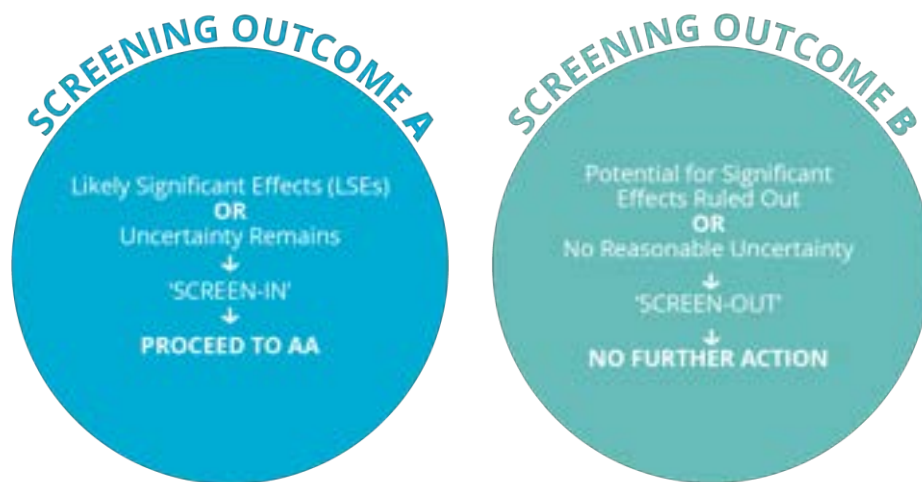 SCREENING OUTCOME A
Likely Significant Effects (LSEs)
OR
Uncertainty Remains
↓
'SCREEN-IN'
↓
PROCEED TO AA
SCREENING OUTCOME B
Potential for Significant
Effects Ruled Out
OR
No Reasonable Uncertainty
↓
'SCREEN-OUT'
↓
NO FURTHER ACTION